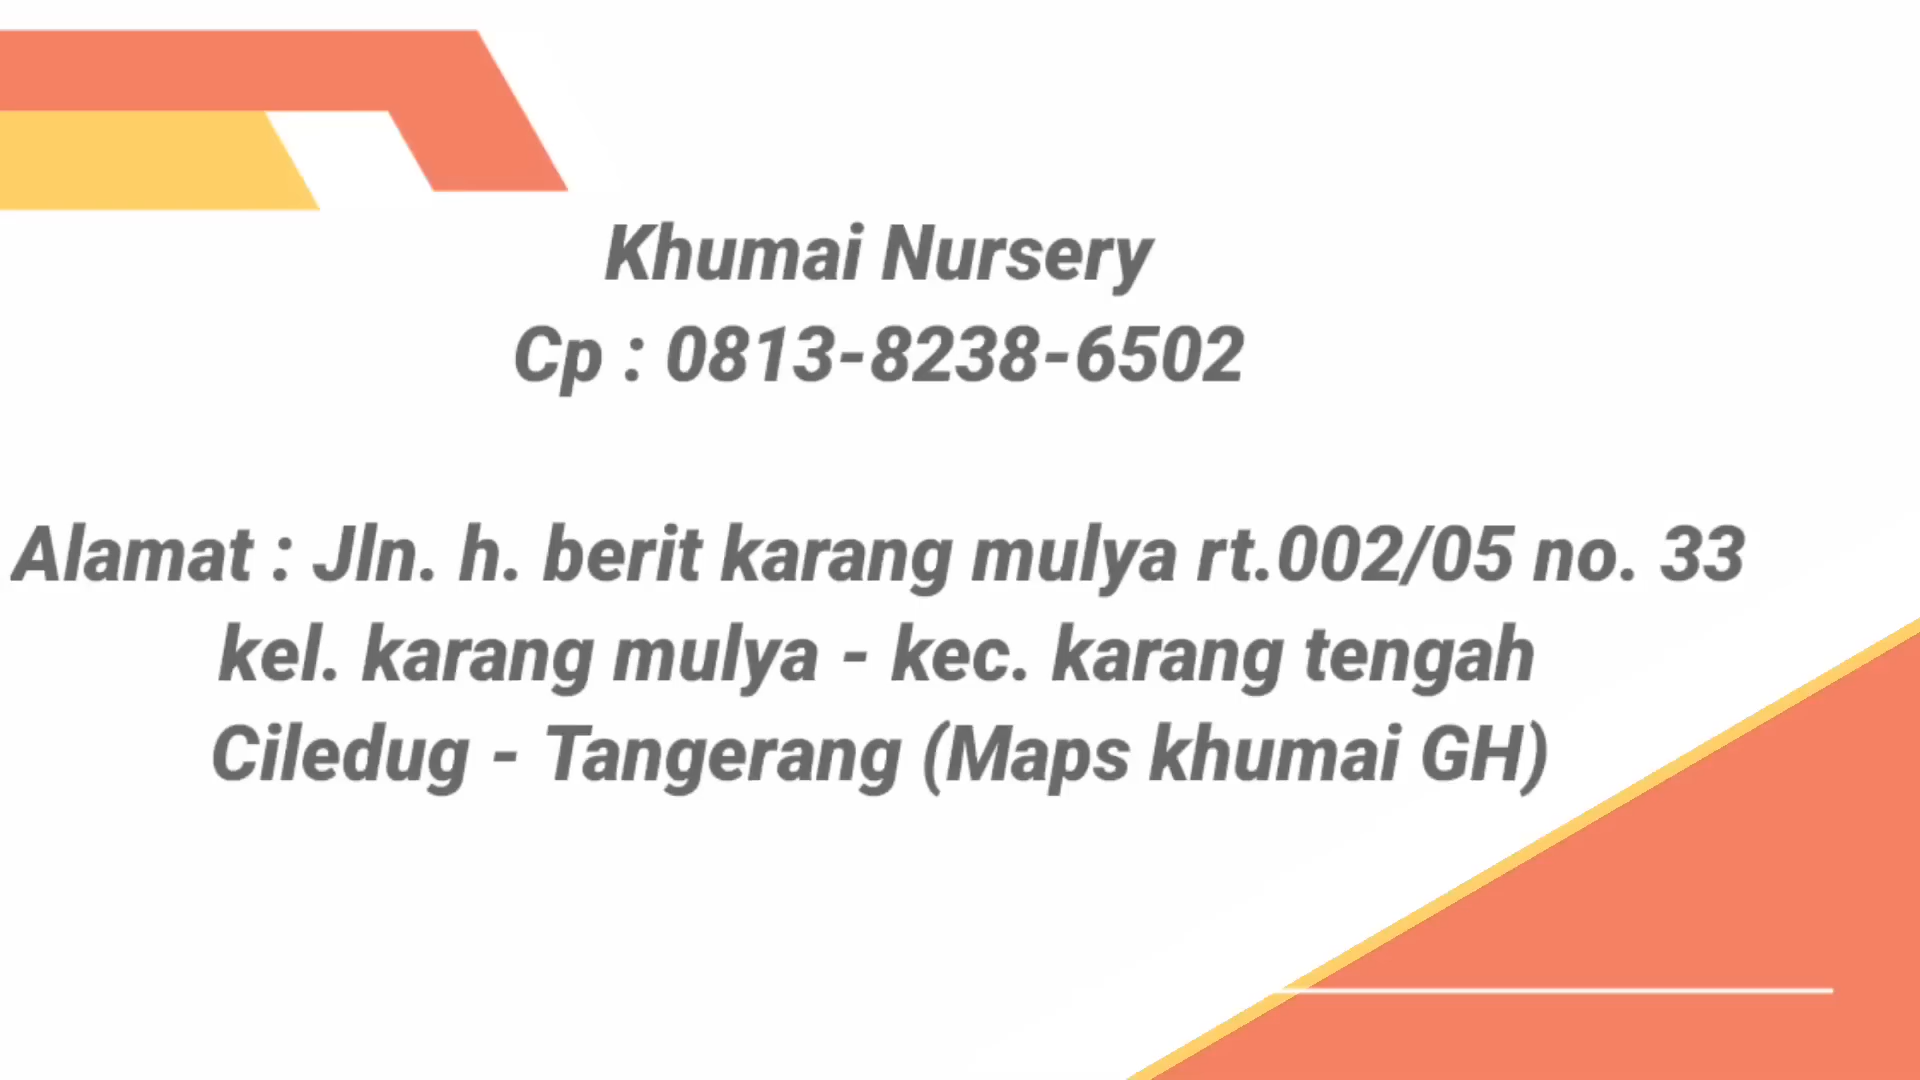 Khumai Nursery
Cp : 0813-8238-6502
Alamat : Jln. h. berit karang mulya rt.002/05 no. 33
kel. karang mulya - kec. karang tengah
Ciledug - Tangerang (Maps khumai GH)